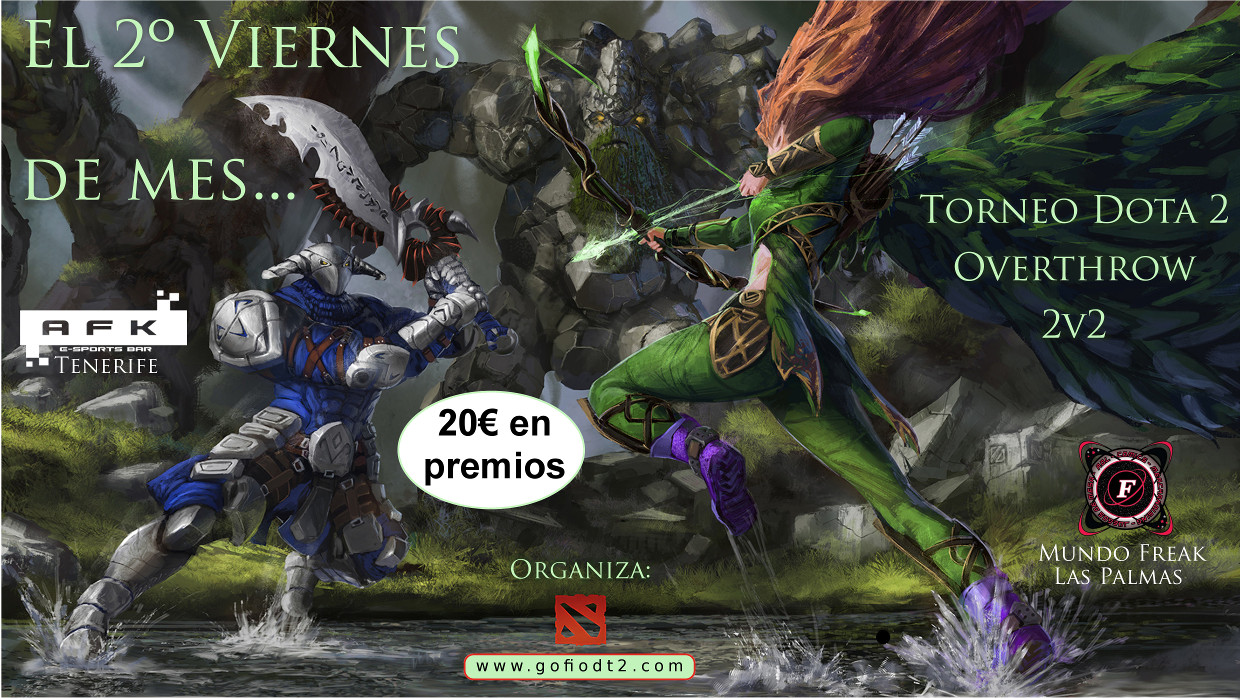 El 2º Viernes
de mes...
Torneo Dota 2
Overthrow
2v2
AFK
E-SPORTS BAR
Tenerife
20€ en
premios
F
Mundo Freak
Las Palmas
Organiza:
www.gofiodt2.com